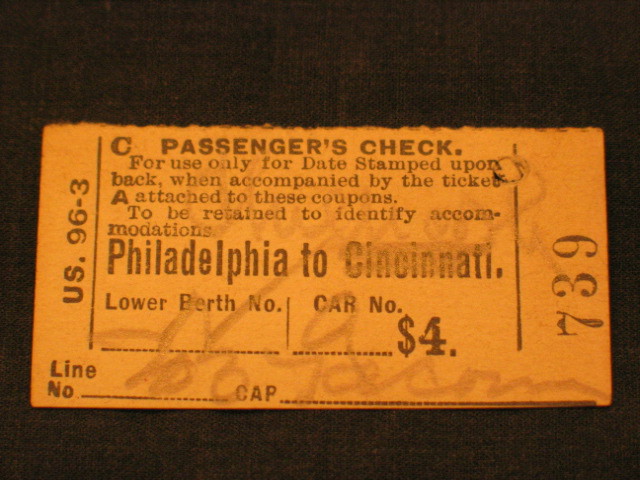 C PASSENGER'S CHECK.
For use only for Date Stamped upon
back, when accompanied by the ticket
A attached to these coupons.
To be retained to identify accom-
modations.
Philadelphia to Cincinnati.
Lower Berth No. CAR No.
9
$4.
Line
No CAP
US. 96-3
739